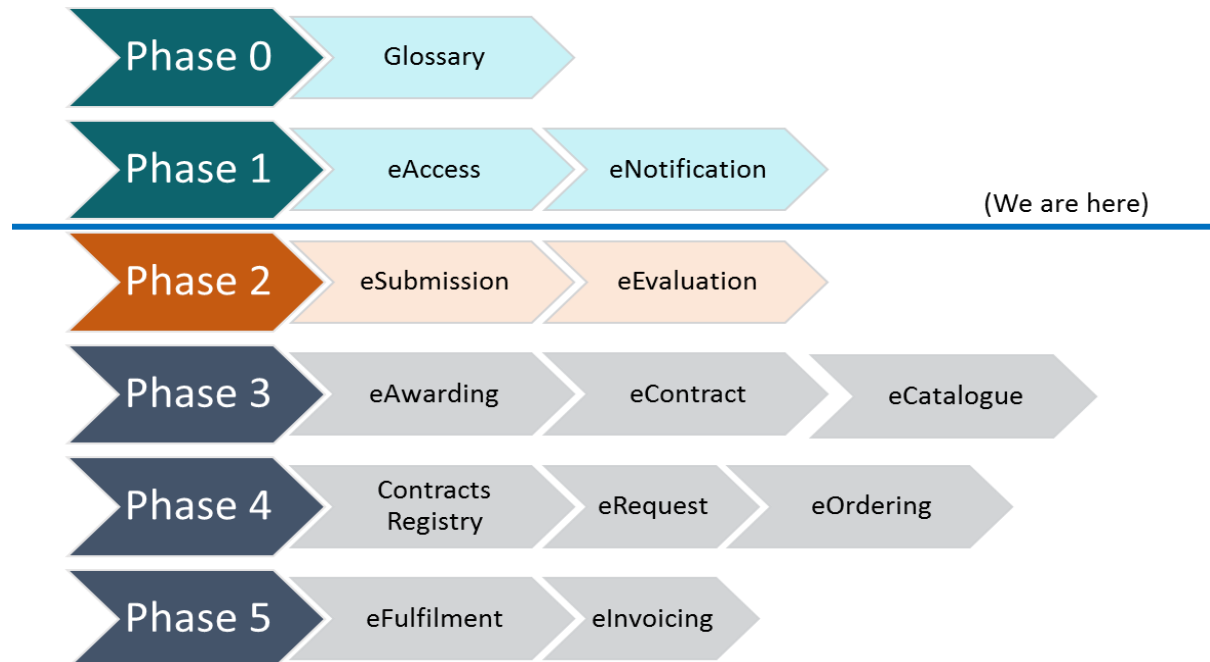 Phase 0
Glossary
Phase 1
eAccess
eNotification
(We are here)
Phase 2
eSubmission
eEvaluation
Phase 3
eAwarding
eContract
eCatalogue
Phase 4
Contracts
Registry
eRequest
eOrdering
Phase 5
eFulfilment
eInvoicing